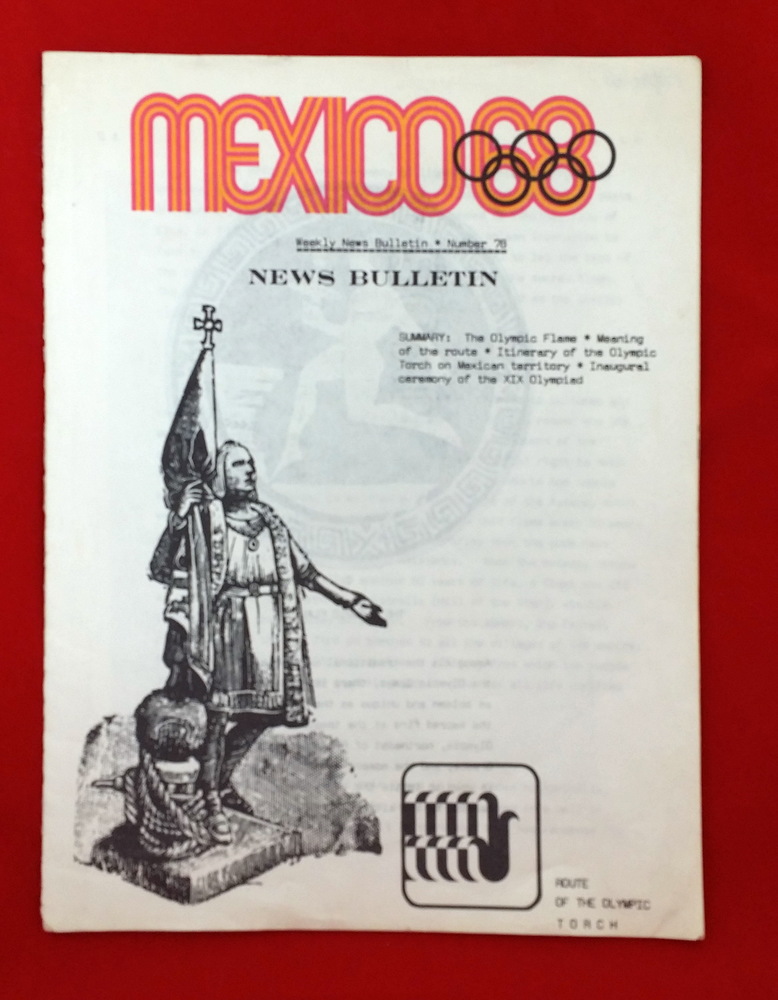 MEXICO68
Weekly News Bulletin * Number 78
NEWS BULLETIN
SUMMARY: The Olympic Flame * Meaning
of the route * Itinerary of the Olympic
Torch on Mexican territory * Inaugural
ceremony of the XIX Olympiad
ROUTE
OF THE OLYMPIC
TORCH